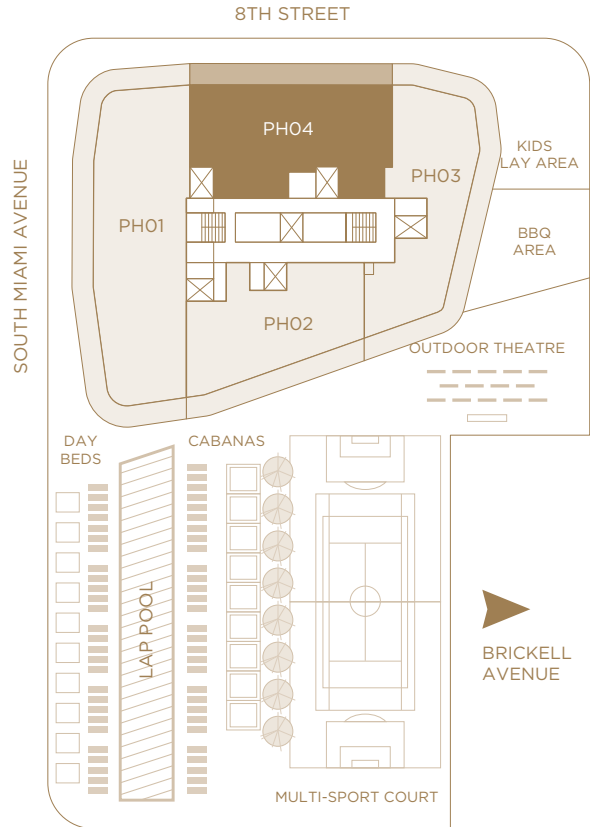 8TH STREET
PH04
KIDS
LAY AREA
PH03
SOUTH MIAMI AVENUE
PH01
BBQ
AREA
PH02
OUTDOOR THEATRE
DAY
BEDS
CABANAS
LAP POOL
BRICKELL
AVENUE
MULTI-SPORT COURT